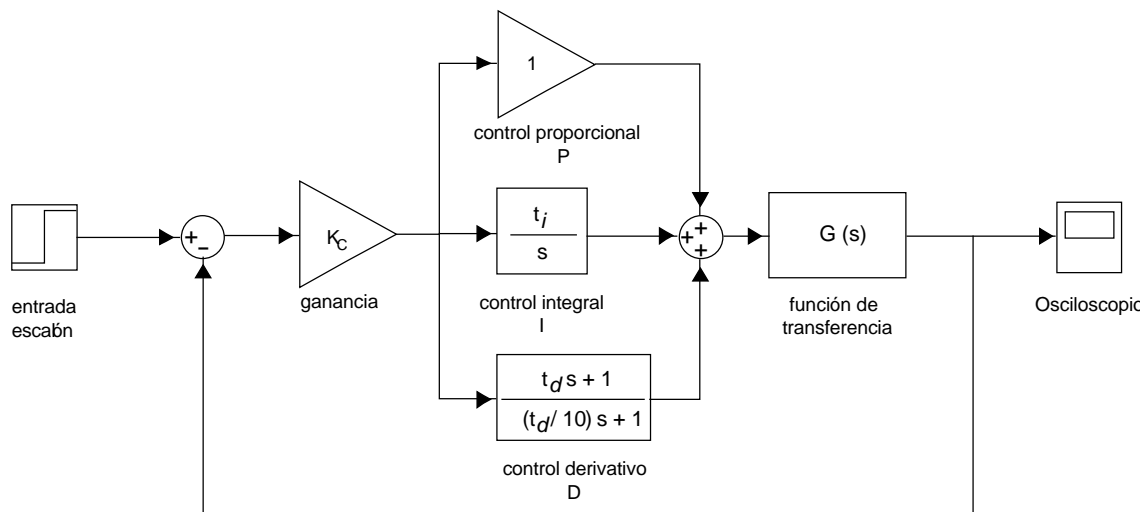 1
control proporcional
P
+
−
K_C
t_i
s
+
+
+
G (s)
entrada
escabn
ganancia
control integral
I
función de
transferencia
Osciloscopio
t_d s + 1
(t_d / 10) s + 1
control derivativo
D